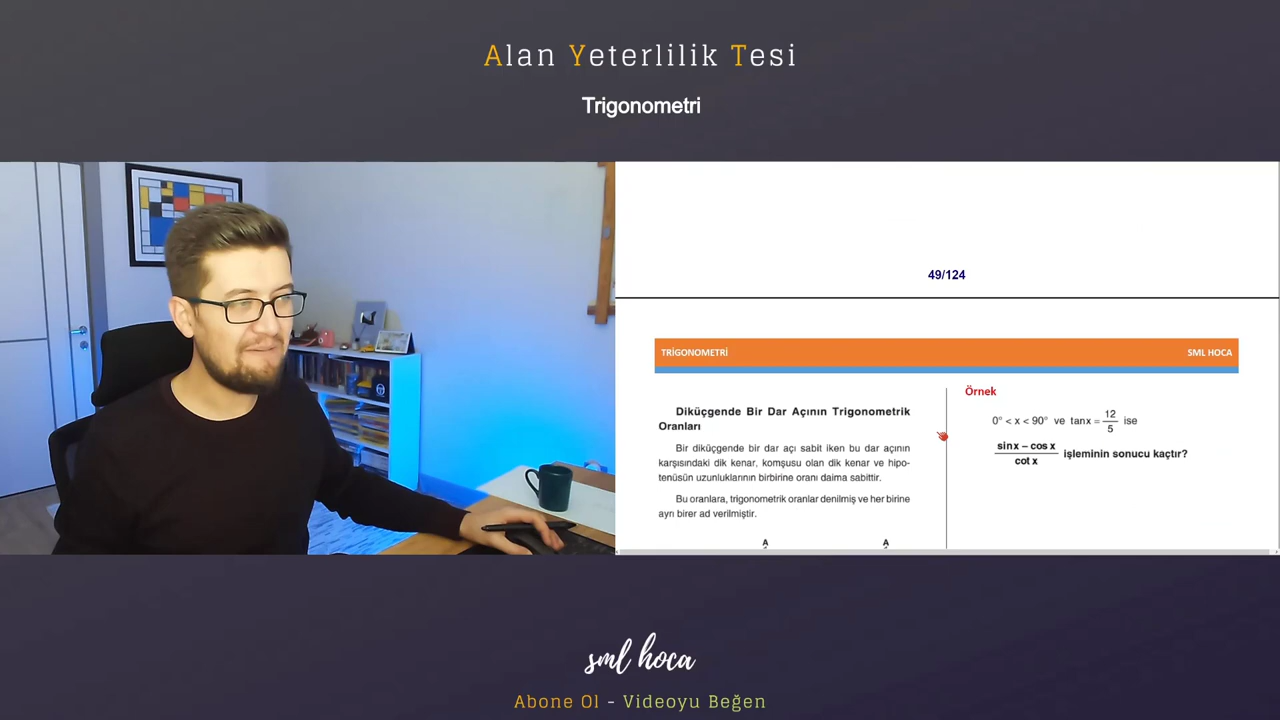 Alan Yeterlilik Tesi
Trigonometri
49/124
TRİGONOMETRİ
SML HOCA
Diküçgende Bir Dar Açının Trigonometrik
Oranları
Bir diküçgende bir dar açı sabit iken bu dar açının
karşısındaki dik kenar, komşusu olan dik kenar ve hipo-
tenüsün uzunluklarının birbirine oranı daima sabittir.
Bu oranlara, trigonometrik oranlar denilmiş ve her birine
ayrı birer ad verilmiştir.
A
A
Örnek
0° < x < 90° ve tanx = 12/5 ise
sinx – cos x / cot x işleminin sonucu kaçtır?
sml hoca
Abone Ol - Videoyu Beğen